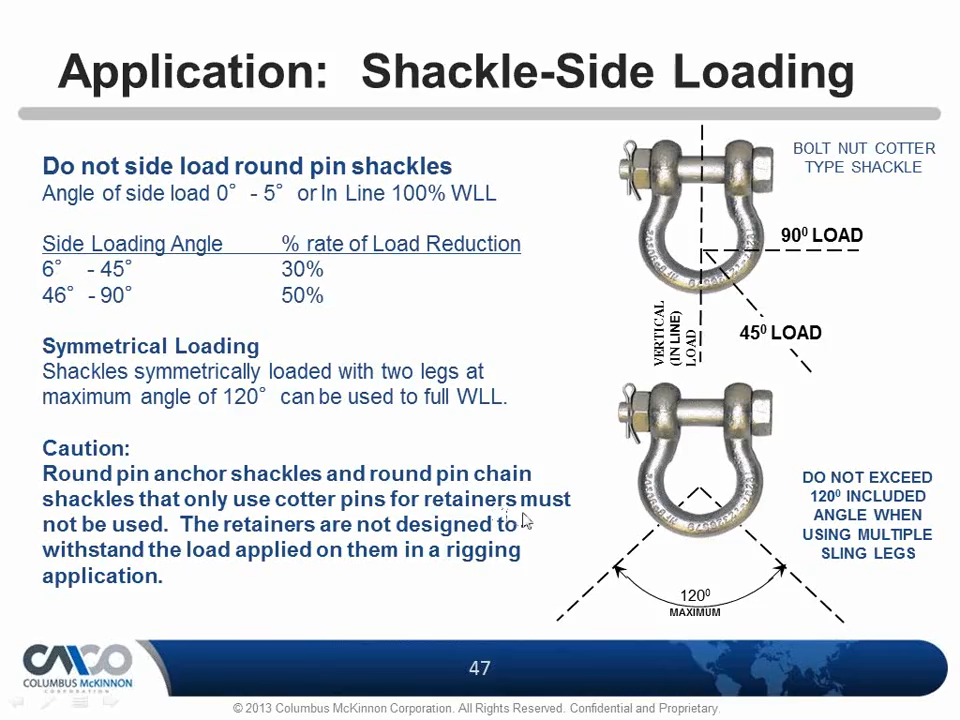 Application: Shackle-Side Loading
Do not side load round pin shackles
Angle of side load 0° - 5° or In Line 100% WLL
Side Loading Angle % rate of Load Reduction
6° - 45° 30%
46° - 90° 50%
Symmetrical Loading
Shackles symmetrically loaded with two legs at
maximum angle of 120° can be used to full WLL.
Caution:
Round pin anchor shackles and round pin chain
shackles that only use cotter pins for retainers must
not be used. The retainers are not designed to
withstand the load applied on them in a rigging
application.
BOLT NUT COTTER
TYPE SHACKLE
90⁰ LOAD
45⁰ LOAD
VERTICAL
(IN LINE)
LOAD
DO NOT EXCEED
120⁰ INCLUDED
ANGLE WHEN
USING MULTIPLE
SLING LEGS
120⁰
MAXIMUM
CMCO
COLUMBUS McKINNON
CORPORATION
47
© 2013 Columbus McKinnon Corporation. All Rights Reserved. Confidential and Proprietary.